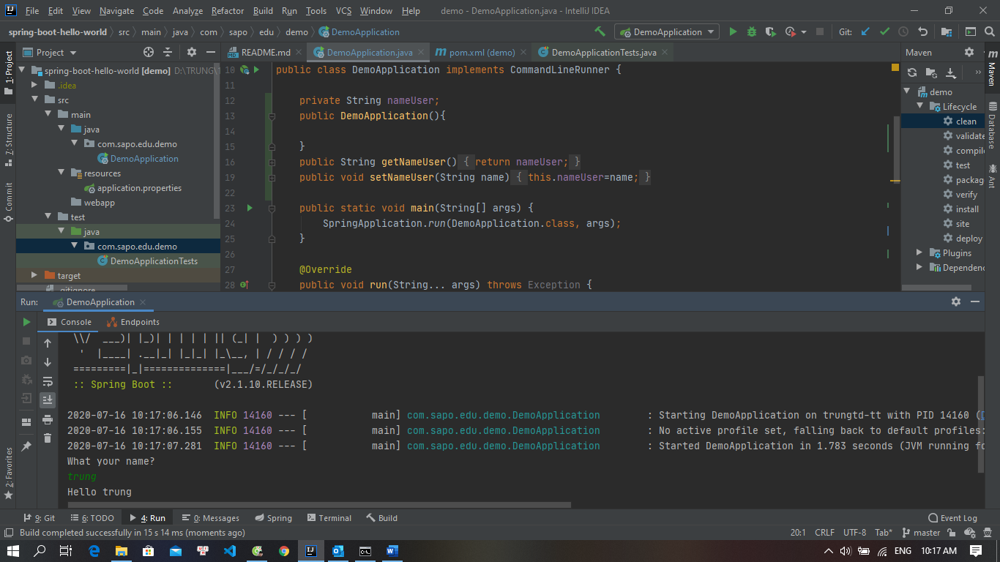 File Edit View Navigate Code Analyze Refactor Build Run Tools VCS Window Help demo - DemoApplication.java - IntelliJ IDEA
spring-boot-hello-world src main java com sapo edu demo DemoApplication DemoApplication Git:
Project README.md DemoApplication.java pom.xml (demo) DemoApplicationTests.java Maven
1: Project
7: Structure
Commit
2: Favorites
spring-boot-hello-world [demo] D:\TRUNG\
.idea
src
main
java
com.sapo.edu.demo
DemoApplication
resources
application.properties
webapp
test
java
com.sapo.edu.demo
DemoApplicationTests
target
.gitignore
10 public class DemoApplication implements CommandLineRunner {
11
12 private String nameUser;
13 public DemoApplication(){
14
15 }
16 public String getNameUser() { return nameUser; }
19 public void setNameUser(String name) { this.nameUser=name; }
22
23 public static void main(String[] args) {
24 SpringApplication.run(DemoApplication.class, args);
25 }
26
27 @Override
28 public void run(String... args) throws Exception {
demo
Lifecycle
clean
validate
compile
test
packag
verify
install
site
deploy
Plugins
Dependenc
Maven
Database
Ant
Run: DemoApplication
Console Endpoints
\\/  ___)| |_)| | | | | || (_| |  ) ) ) )
'  |____| .__|_| |_|_| |_\__, | / / / /
=========|_|==============|___/=/_/_/_/
:: Spring Boot :: (v2.1.10.RELEASE)
2020-07-16 10:17:06.146 INFO 14160 --- [ main] com.sapo.edu.demo.DemoApplication : Starting DemoApplication on trungtd-tt with PID 14160 (
2020-07-16 10:17:06.155 INFO 14160 --- [ main] com.sapo.edu.demo.DemoApplication : No active profile set, falling back to default profiles:
2020-07-16 10:17:07.281 INFO 14160 --- [ main] com.sapo.edu.demo.DemoApplication : Started DemoApplication in 1.783 seconds (JVM running fo
What your name?
trung
Hello trung
9: Git 6: TODO 4: Run 0: Messages Spring Terminal Build Event Log
Build completed successfully in 15 s 14 ms (moments ago) 20:1 CRLF UTF-8 Tab* master
ENG 10:17 AM